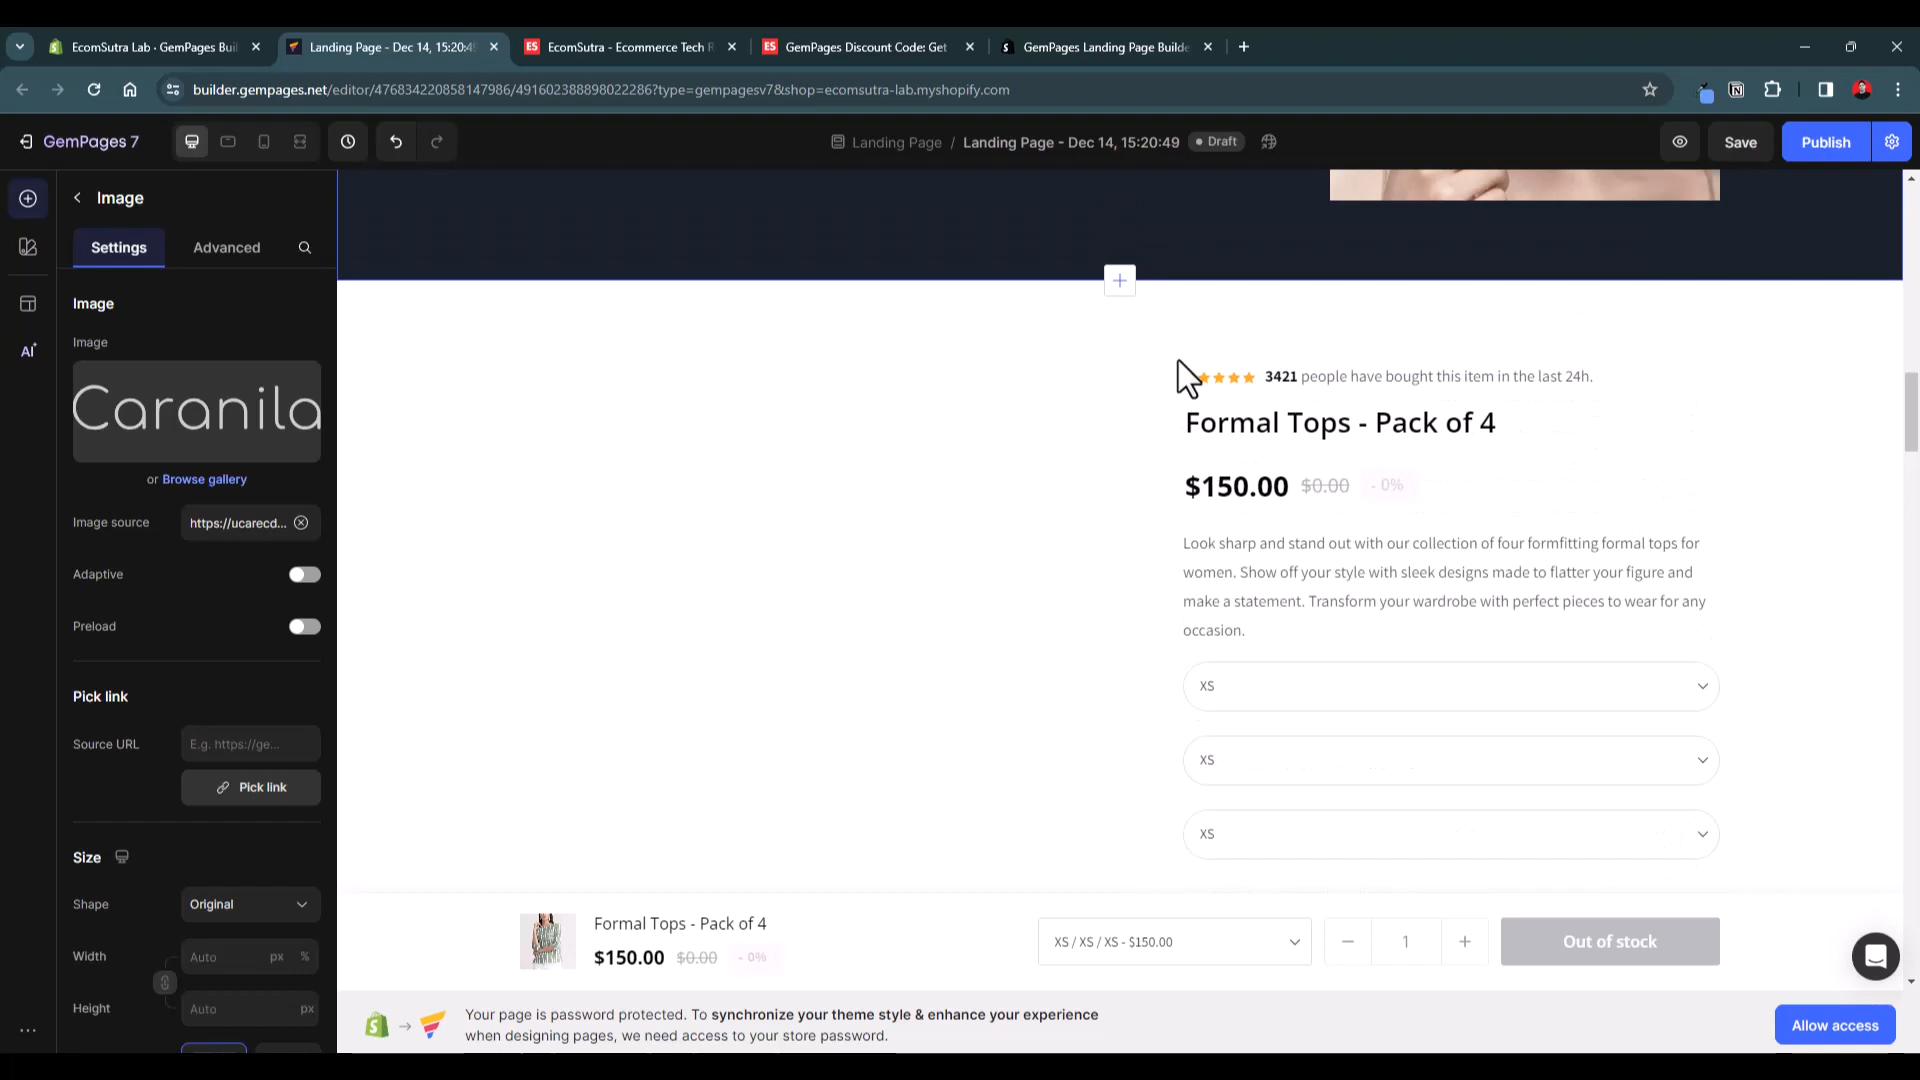 EcomSutra Lab · GemPages Buil
Landing Page - Dec 14, 15:20:4
EcomSutra - Ecommerce Tech R
GemPages Discount Code: Get
GemPages Landing Page Builde
builder.gempages.net/editor/476834220858147986/491602388898022286?type=gempagesv7&shop=ecomsutra-lab.myshopify.com
GemPages 7
Landing Page / Landing Page - Dec 14, 15:20:49
Draft
Save
Publish
Image
Settings
Advanced
Image
Image
Caranila
or Browse gallery
Image source
https://ucarecd...
Adaptive
Preload
Pick link
Source URL
E.g. https://ge...
Pick link
Size
Shape
Original
Width
Auto
px
%
Height
Auto
px
AI
3421 people have bought this item in the last 24h.
Formal Tops - Pack of 4
$150.00 $0.00 - 0%
Look sharp and stand out with our collection of four formfitting formal tops for
women. Show off your style with sleek designs made to flatter your figure and
make a statement. Transform your wardrobe with perfect pieces to wear for any
occasion.
XS
XS
XS
Formal Tops - Pack of 4
$150.00 $0.00 - 0%
XS / XS / XS - $150.00
1
Out of stock
Your page is password protected. To synchronize your theme style & enhance your experience
when designing pages, we need access to your store password.
Allow access